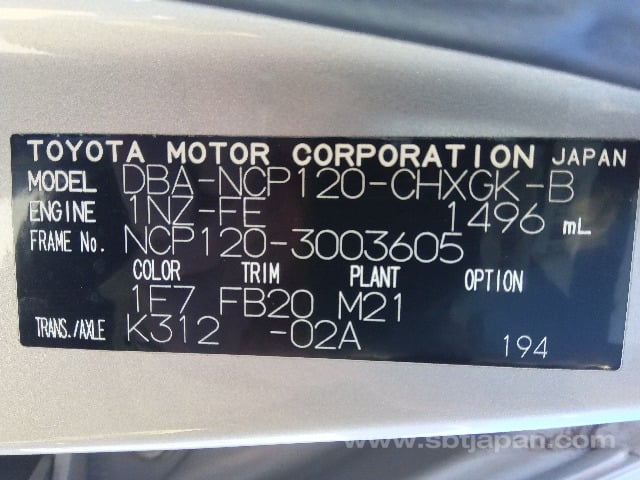 TOYOTA MOTOR CORPORATION JAPAN
MODEL DBA-NCP120-CHXGK-B
ENGINE 1NZ-FE 1496 mL
FRAME No. NCP120-3003605
COLOR TRIM PLANT OPTION
1F7 FB20 M21
TRANS./AXLE K312 -02A 194
www.sbtjapan.com